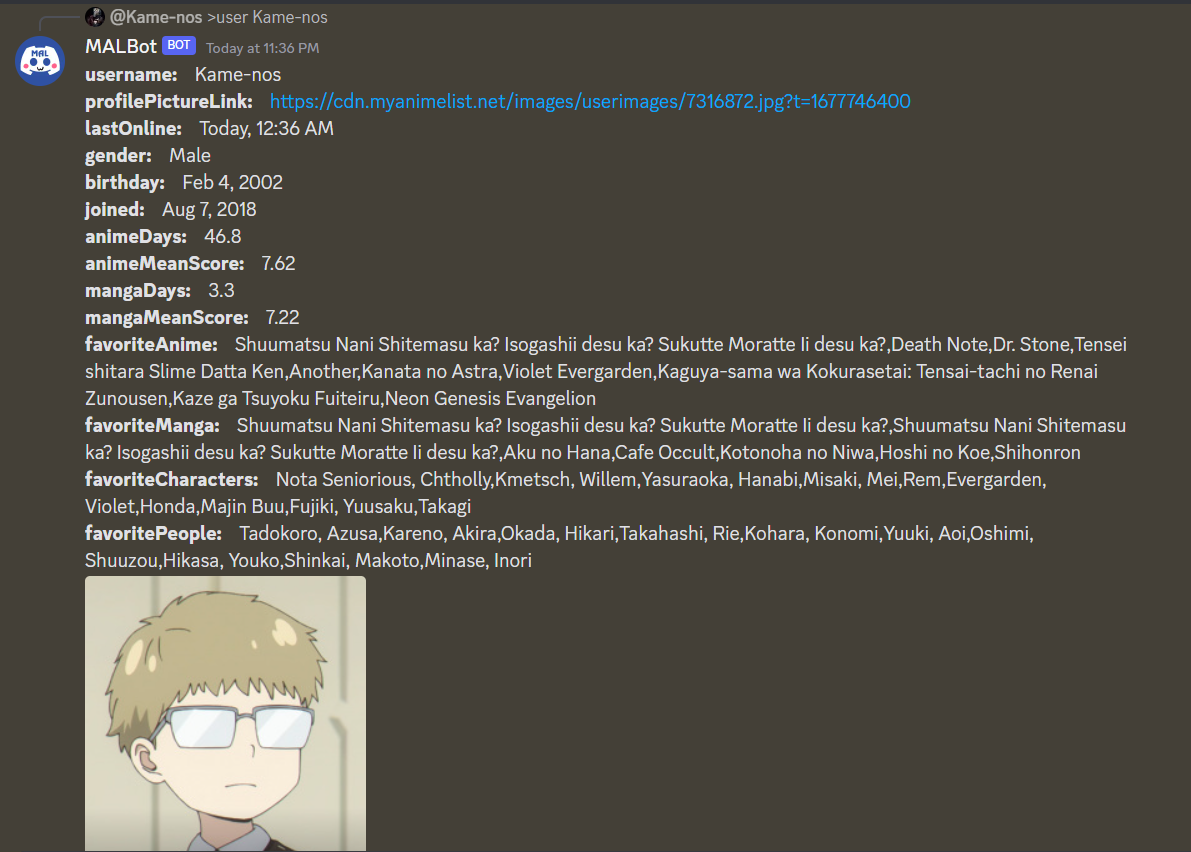 @Kame-nos >user Kame-nos
MAL
MALBot BOT Today at 11:36 PM
username: Kame-nos
profilePictureLink: https://cdn.myanimelist.net/images/userimages/7316872.jpg?t=1677746400
lastOnline: Today, 12:36 AM
gender: Male
birthday: Feb 4, 2002
joined: Aug 7, 2018
animeDays: 46.8
animeMeanScore: 7.62
mangaDays: 3.3
mangaMeanScore: 7.22
favoriteAnime: Shuumatsu Nani Shitemasu ka? Isogashii desu ka? Sukutte Moratte Ii desu ka?,Death Note,Dr. Stone,Tensei
shitara Slime Datta Ken,Another,Kanata no Astra,Violet Evergarden,Kaguya-sama wa Kokurasetai: Tensai-tachi no Renai
Zunousen,Kaze ga Tsuyoku Fuiteiru,Neon Genesis Evangelion
favoriteManga: Shuumatsu Nani Shitemasu ka? Isogashii desu ka? Sukutte Moratte Ii desu ka?,Shuumatsu Nani Shitemasu
ka? Isogashii desu ka? Sukutte Moratte Ii desu ka?,Aku no Hana,Cafe Occult,Kotonoha no Niwa,Hoshi no Koe,Shihonron
favoriteCharacters: Nota Seniorious, Chtholly,Kmetsch, Willem,Yasuraoka, Hanabi,Misaki, Mei,Rem,Evergarden,
Violet,Honda,Majin Buu,Fujiki, Yuusaku,Takagi
favoritePeople: Tadokoro, Azusa,Kareno, Akira,Okada, Hikari,Takahashi, Rie,Kohara, Konomi,Yuuki, Aoi,Oshimi,
Shuuzou,Hikasa, Youko,Shinkai, Makoto,Minase, Inori